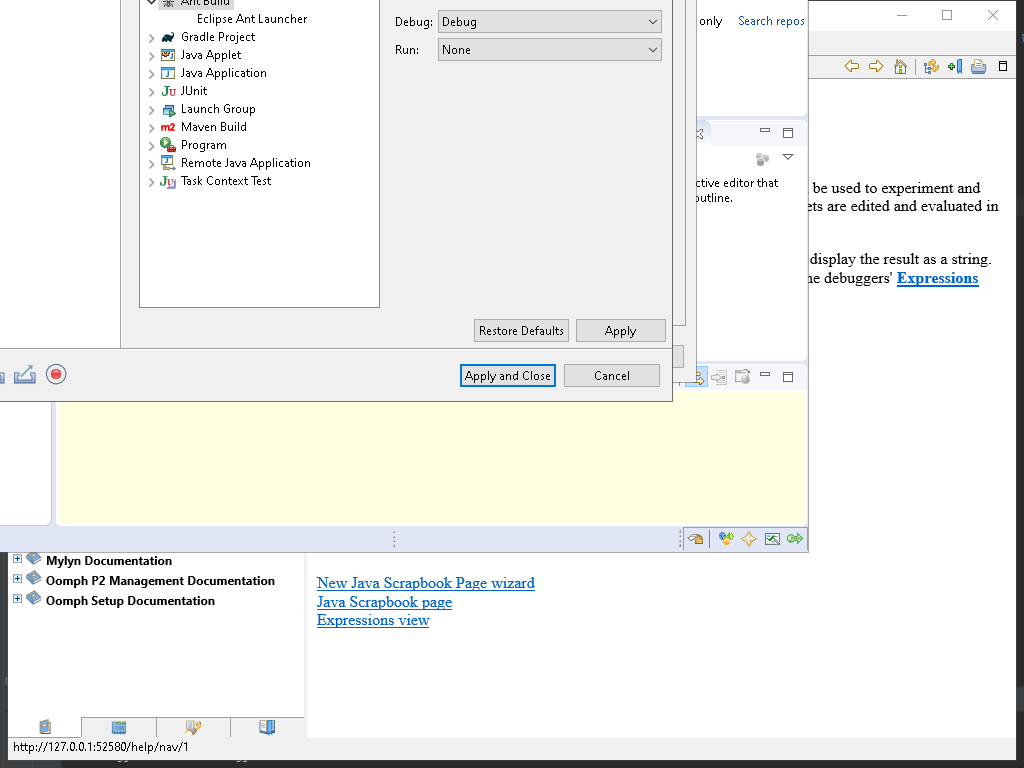 Ant Build
Eclipse Ant Launcher
Gradle Project
Java Applet
Java Application
JUnit
Launch Group
Maven Build
Program
Remote Java Application
Task Context Test
Debug: Debug
Run: None
Restore Defaults Apply
Apply and Close Cancel
only Search repos
ctive editor that
outline.
be used to experiment and
ets are edited and evaluated in
display the result as a string.
he debuggers' Expressions
Mylyn Documentation
Oomph P2 Management Documentation
Oomph Setup Documentation
New Java Scrapbook Page wizard
Java Scrapbook page
Expressions view
http://127.0.0.1:52580/help/nav/1